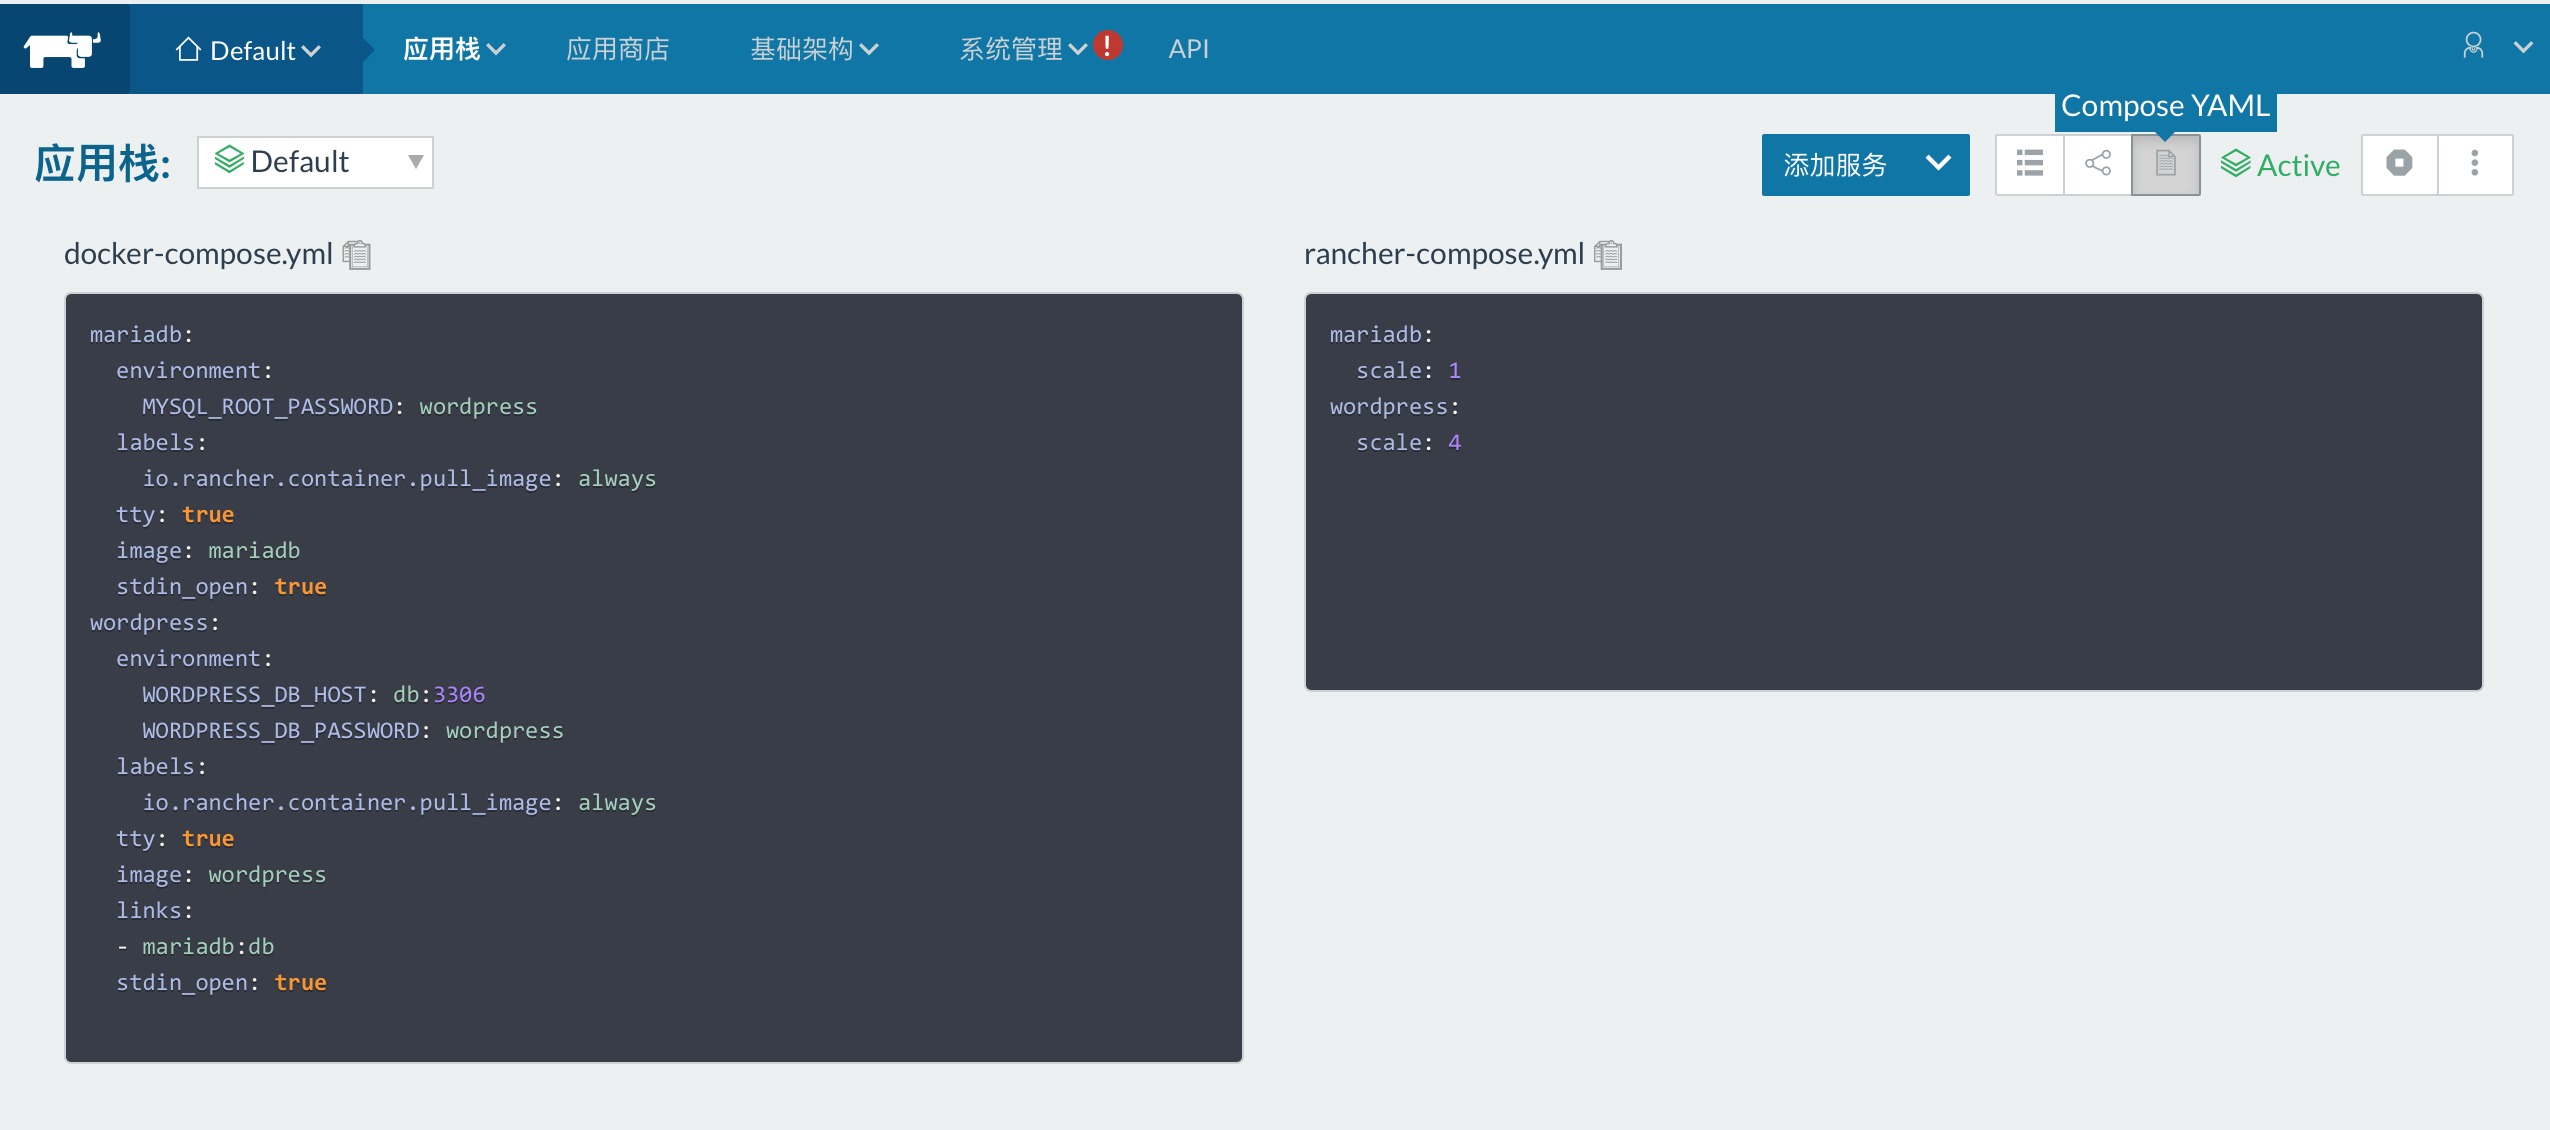 Default 应用栈 应用商店 基础架构 系统管理 ! API
Compose YAML
应用栈: Default 添加服务 Active
docker-compose.yml
mariadb:
  environment:
    MYSQL_ROOT_PASSWORD: wordpress
  labels:
    io.rancher.container.pull_image: always
  tty: true
  image: mariadb
  stdin_open: true
wordpress:
  environment:
    WORDPRESS_DB_HOST: db:3306
    WORDPRESS_DB_PASSWORD: wordpress
  labels:
    io.rancher.container.pull_image: always
  tty: true
  image: wordpress
  links:
  - mariadb:db
  stdin_open: true
rancher-compose.yml
mariadb:
  scale: 1
wordpress:
  scale: 4